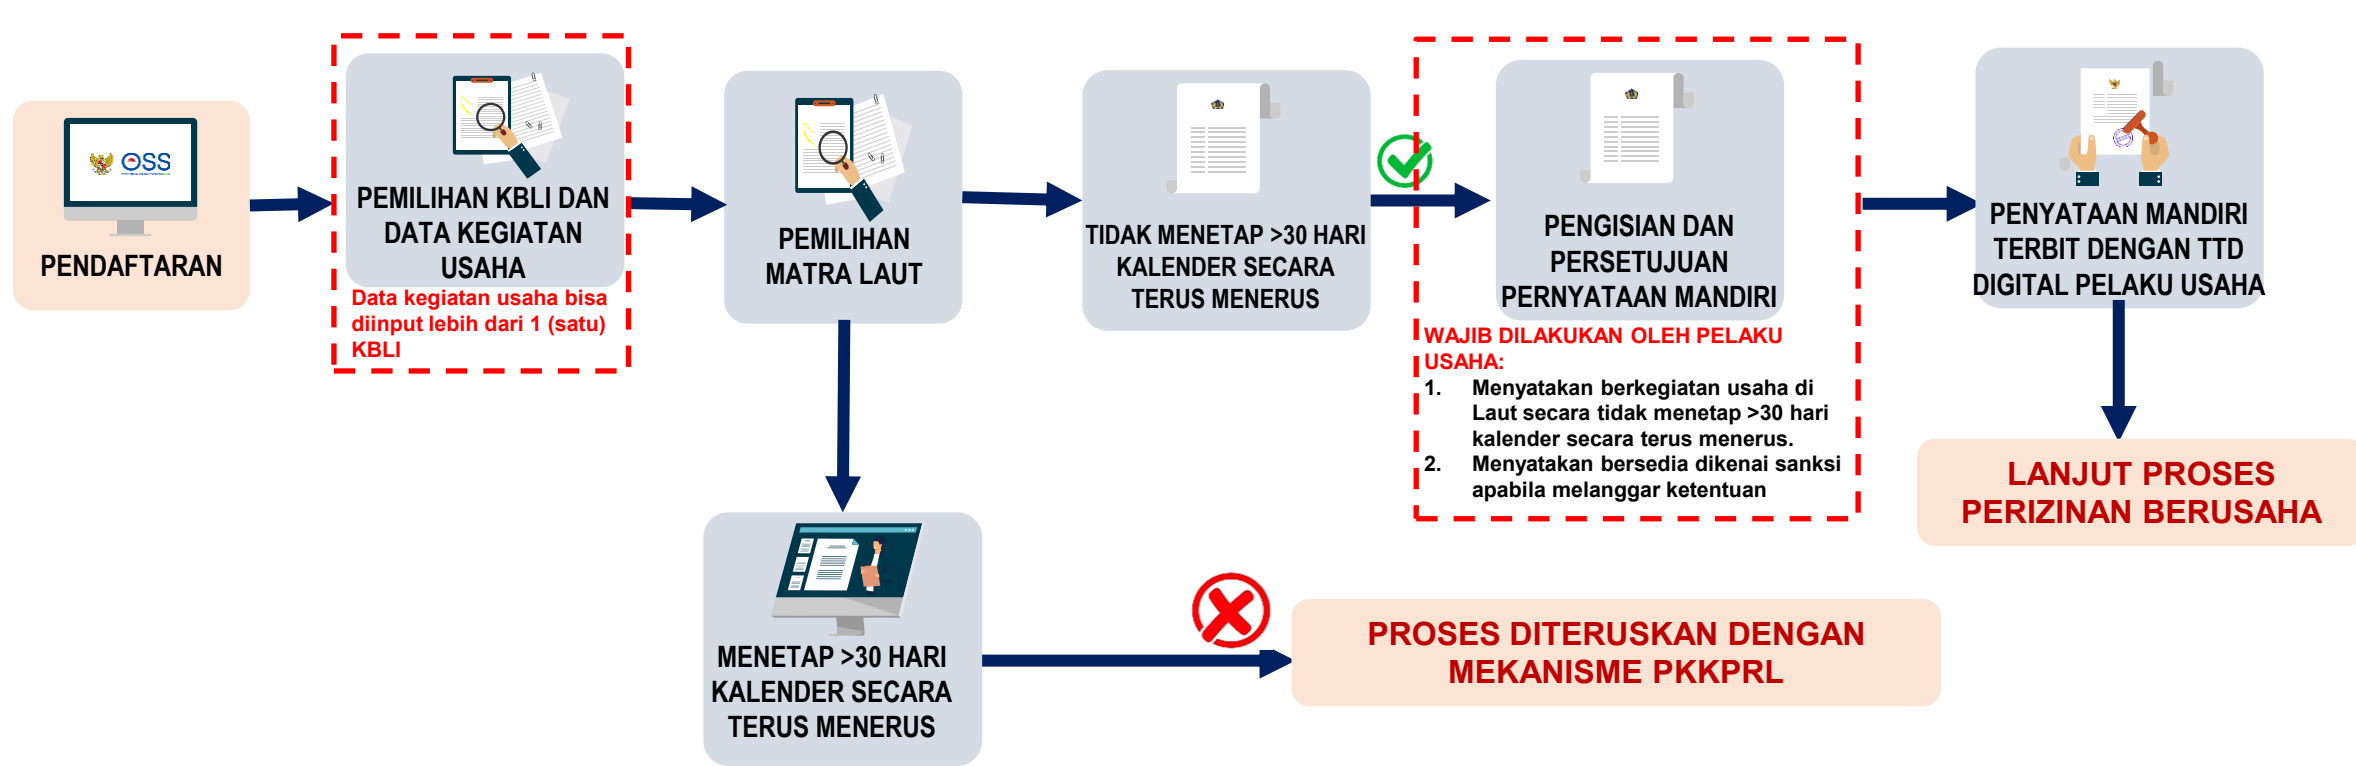 OSS
PENDAFTARAN
PEMILIHAN KBLI DAN
DATA KEGIATAN
USAHA
Data kegiatan usaha bisa
diinput lebih dari 1 (satu)
KBLI
PEMILIHAN
MATRA LAUT
TIDAK MENETAP >30 HARI
KALENDER SECARA
TERUS MENERUS
PENGISIAN DAN
PERSETUJUAN
PERNYATAAN MANDIRI
WAJIB DILAKUKAN OLEH PELAKU
USAHA:
1. Menyatakan berkegiatan usaha di
Laut secara tidak menetap >30 hari
kalender secara terus menerus.
2. Menyatakan bersedia dikenai sanksi
apabila melanggar ketentuan
PENYATAAN MANDIRI
TERBIT DENGAN TTD
DIGITAL PELAKU USAHA
LANJUT PROSES
PERIZINAN BERUSAHA
MENETAP >30 HARI
KALENDER SECARA
TERUS MENERUS
PROSES DITERUSKAN DENGAN
MEKANISME PKKPRL